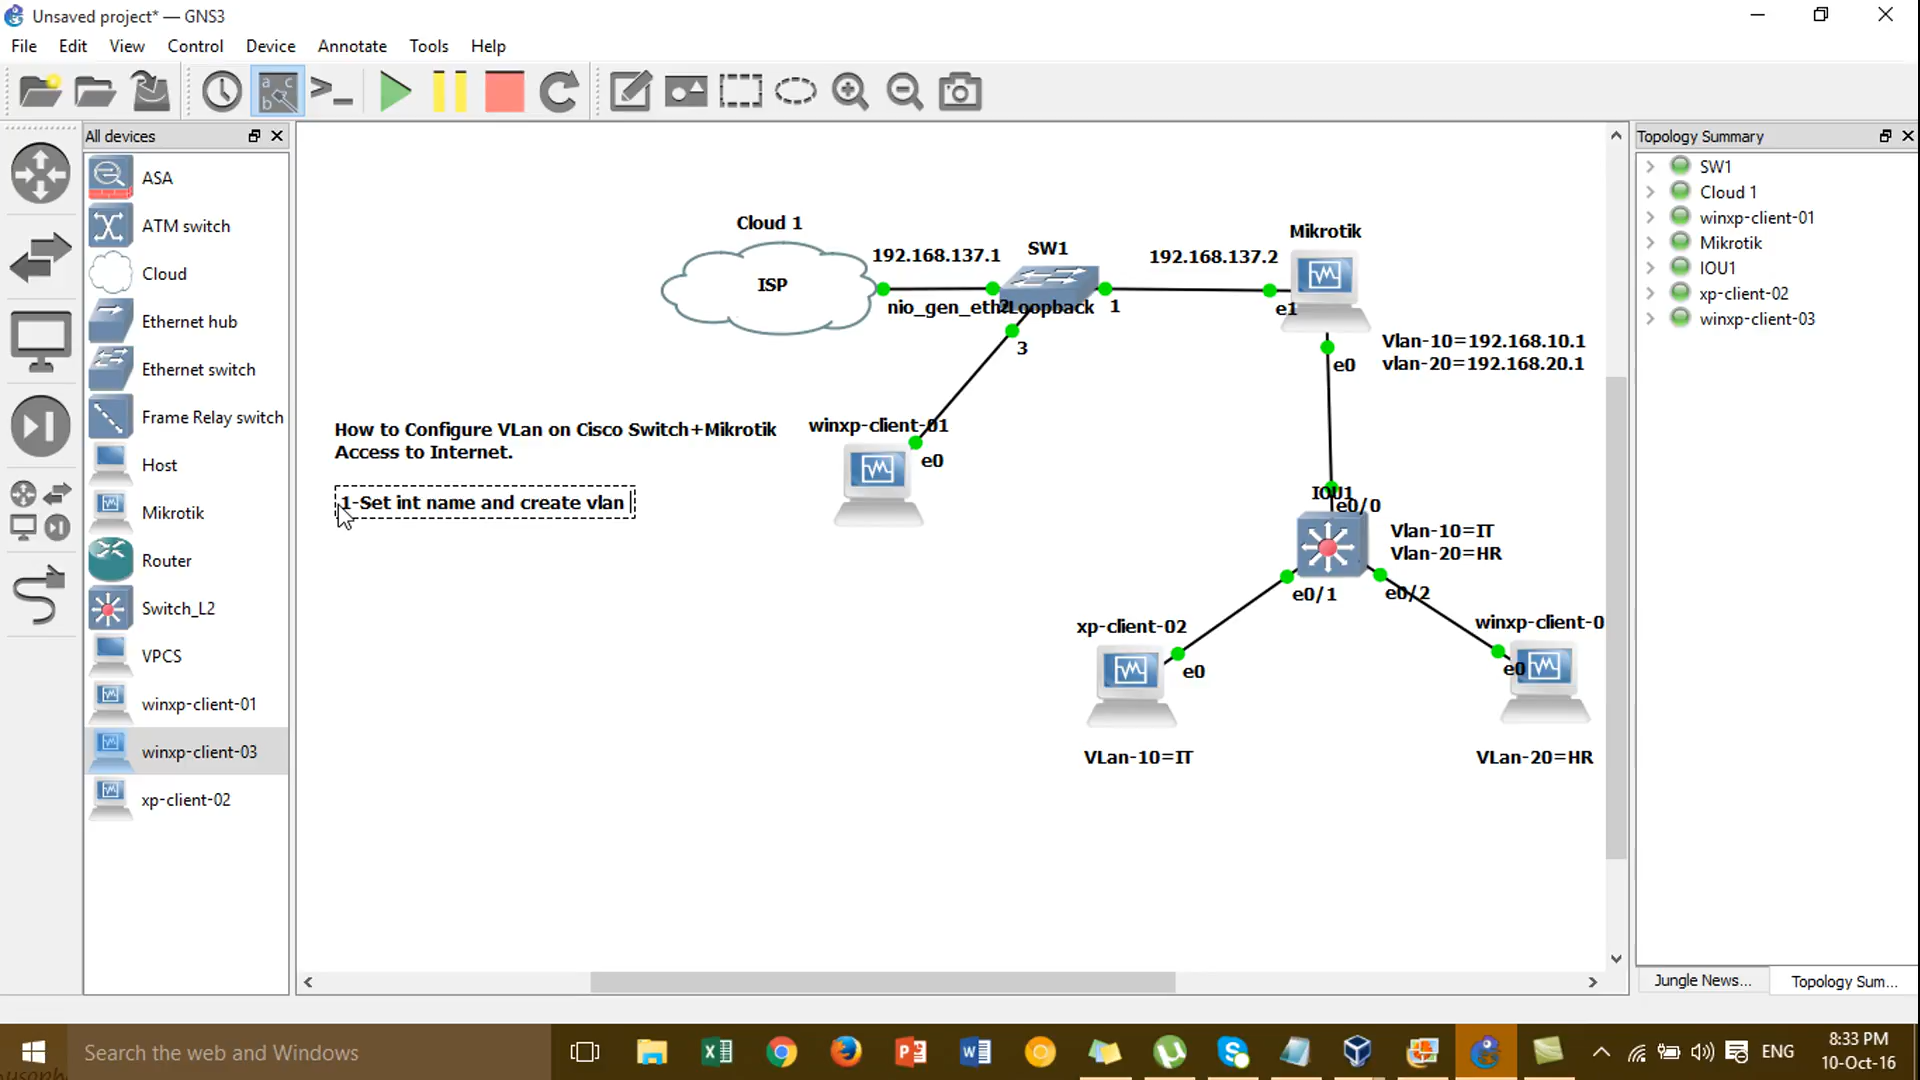 Unsaved project* — GNS3
File Edit View Control Device Annotate Tools Help
All devices
ASA
ATM switch
Cloud
Ethernet hub
Ethernet switch
Frame Relay switch
Host
Mikrotik
Router
Switch_L2
VPCS
winxp-client-01
winxp-client-03
xp-client-02
Cloud 1
ISP
192.168.137.1
SW1
nio_gen_eth:Loopback
1
3
192.168.137.2
Mikrotik
e1
e0
Vlan-10=192.168.10.1
vlan-20=192.168.20.1
How to Configure VLan on Cisco Switch+Mikrotik
Access to Internet.
1-Set int name and create vlan
winxp-client-01
e0
IOU1
e0/0
Vlan-10=IT
Vlan-20=HR
e0/1
e0/2
xp-client-02
e0
VLan-10=IT
winxp-client-0
e0
VLan-20=HR
Topology Summary
SW1
Cloud 1
winxp-client-01
Mikrotik
IOU1
xp-client-02
winxp-client-03
Jungle News...
Topology Sum...
Search the web and Windows
ENG
8:33 PM
10-Oct-16